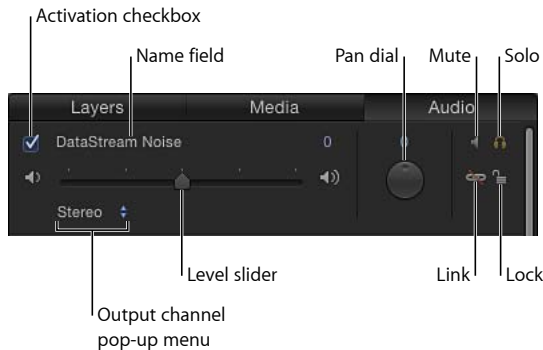 Activation checkbox
Name field
Pan dial
Mute
Solo
Layers
Media
Audio
DataStream Noise
0
0
Stereo
Level slider
Link
Lock
Output channel
pop-up menu